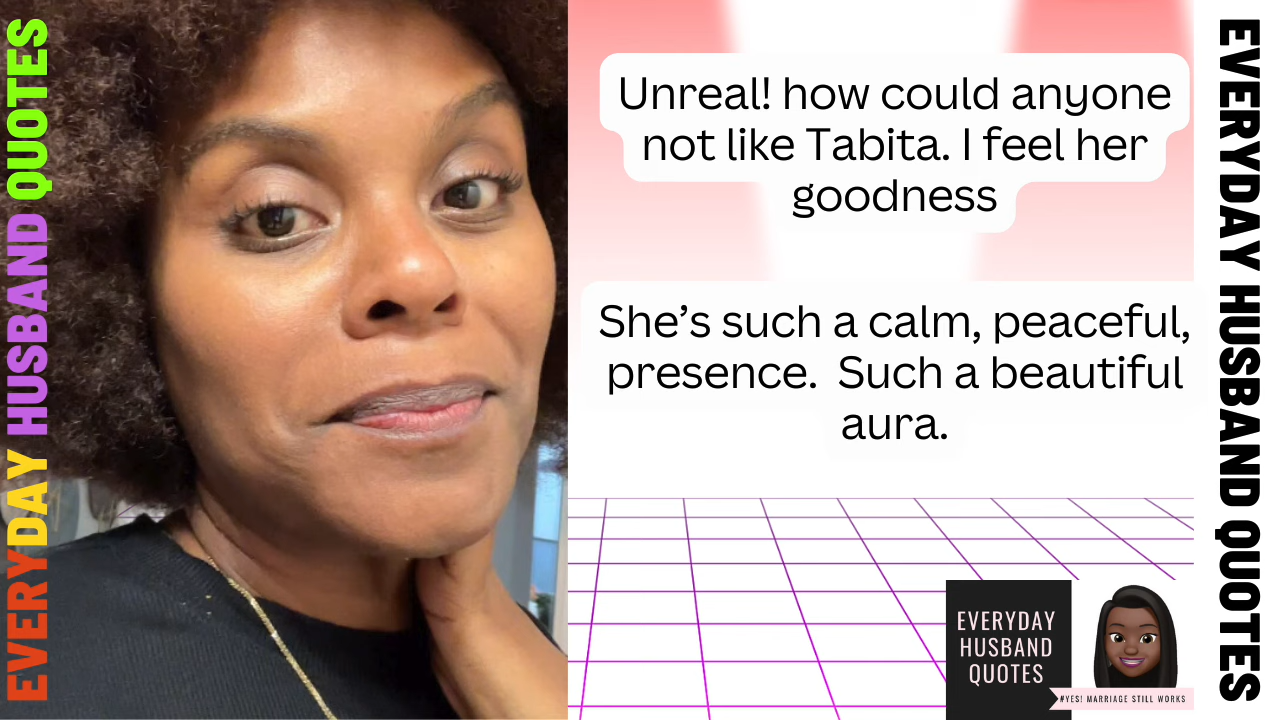 EVERYDAY HUSBAND QUOTES
Unreal! how could anyone
not like Tabita. I feel her
goodness
She’s such a calm, peaceful,
presence.  Such a beautiful
aura.
EVERYDAY
HUSBAND
QUOTES
#YES! MARRIAGE STILL WORKS
EVERYDAY HUSBAND QUOTES